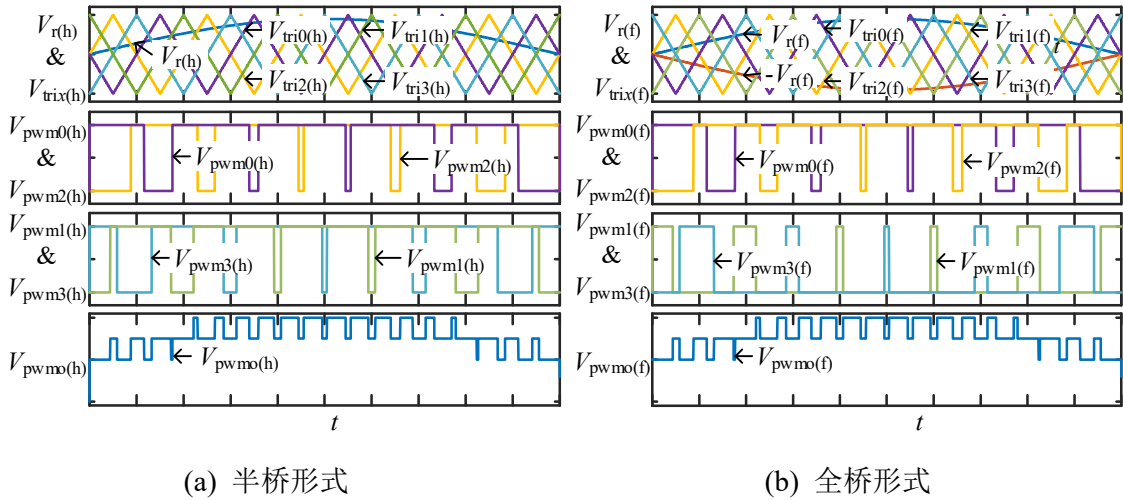 Vr(h)
&
Vtrix(h)
Vr(h)
Vtri0(h)
Vtri1(h)
Vtri2(h)
Vtri3(h)
Vpwm0(h)
&
Vpwm2(h)
Vpwm0(h)
Vpwm2(h)
Vpwm1(h)
&
Vpwm3(h)
Vpwm3(h)
Vpwm1(h)
Vpwmo(h)
Vpwmo(h)
t
(a) 半桥形式
Vr(f)
&
Vtrix(f)
Vr(f)
Vtri0(f)
Vtri1(f)
t
- Vr(f)
Vtri2(f)
Vtri3(f)
Vpwm0(f)
&
Vpwm2(f)
Vpwm0(f)
Vpwm2(f)
Vpwm1(f)
&
Vpwm3(f)
Vpwm3(f)
Vpwm1(f)
Vpwmo(f)
Vpwmo(f)
t
(b) 全桥形式